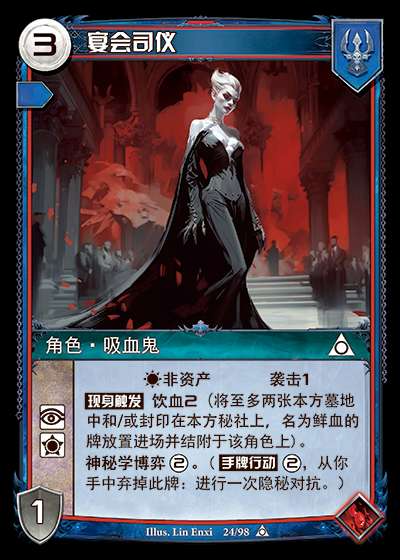 3
宴会司仪
角色·吸血鬼
非资产 袭击1
现身触发 饮血2（将至多两张本方墓地
中和/或封印在本方秘社上，名为鲜血的
牌放置进场并结附于该角色上）。
神秘学博弈②。（手牌行动 ②，从你
手中弃掉此牌：进行一次隐秘对抗。）
1
Illus. Lin Enxi 24/98